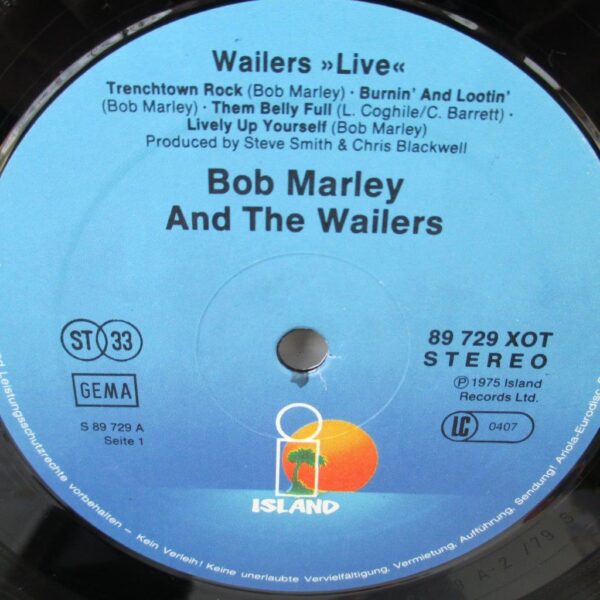 Wailers »Live«
Trenchtown Rock (Bob Marley) · Burnin' And Lootin'
(Bob Marley) · Them Belly Full (L. Coghile/C. Barrett) ·
Lively Up Yourself (Bob Marley)
Produced by Steve Smith & Chris Blackwell
Bob Marley
And The Wailers
ST 33
GEMA
S 89 729 A
Seite 1
89 729 XOT
STEREO
Ⓟ 1975 Island
Records Ltd.
LC 0407
i
ISLAND
Leistungsschutzrechte vorbehalten – Kein Verleih! Keine unerlaubte Vervielfältigung, Vermietung, Aufführung, Sendung! Ariola-Eurodisc
A-2 /79 S